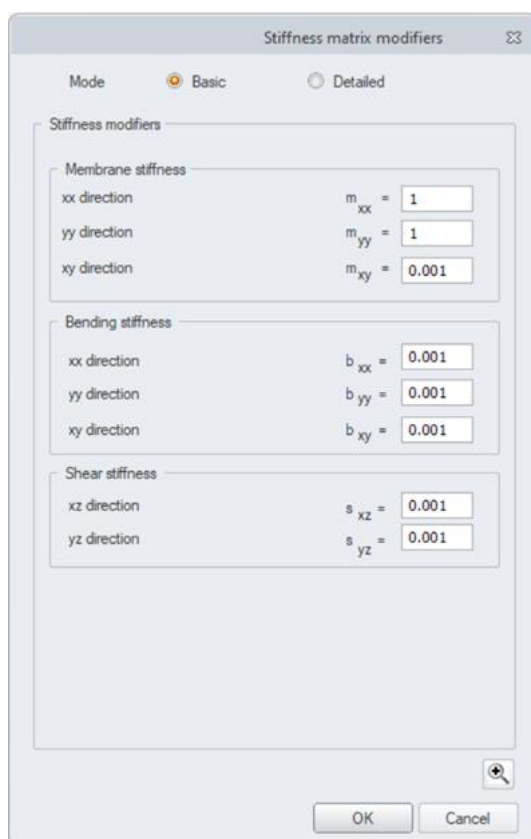 Stiffness matrix modifiers
Mode Basic Detailed
Stiffness modifiers
Membrane stiffness
xx direction m xx = 1
yy direction m yy = 1
xy direction m xy = 0.001
Bending stiffness
xx direction b xx = 0.001
yy direction b yy = 0.001
xy direction b xy = 0.001
Shear stiffness
xz direction s xz = 0.001
yz direction s yz = 0.001
OK Cancel